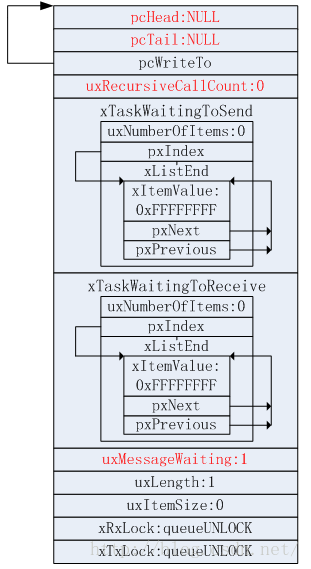 pcHead:NULL
pcTail:NULL
pcWriteTo
uxRecursiveCallCount:0
xTaskWaitingToSend
uxNumberOfItems:0
pxIndex
xListEnd
xItemValue:
0xFFFFFFFF
pxNext
pxPrevious
xTaskWaitingToReceive
uxNumberOfItems:0
pxIndex
xListEnd
xItemValue:
0xFFFFFFFF
pxNext
pxPrevious
uxMessageWaiting:1
uxLength:1
uxItemSize:0
xRxLock:queueUNLOCK
xTxLock:queueUNLOCK